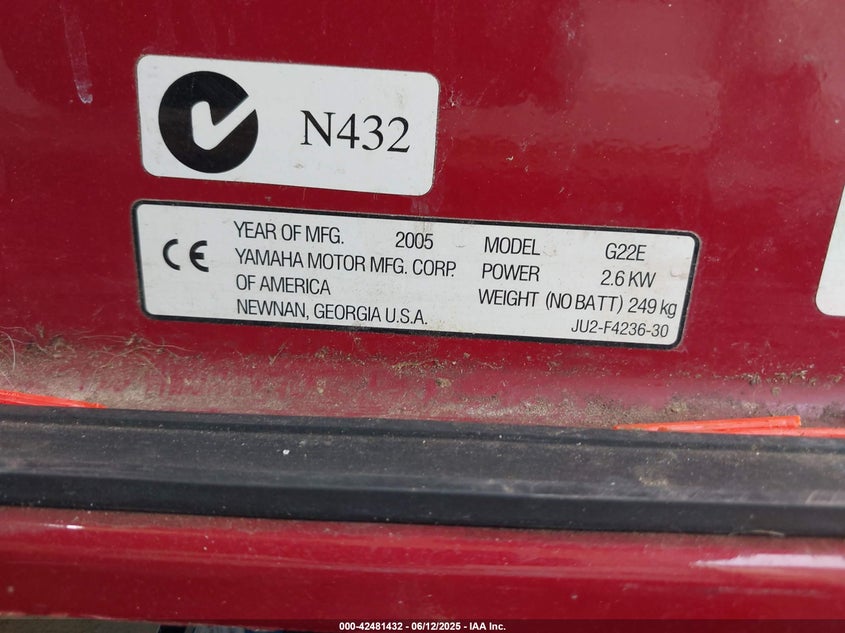 N432
CE
YEAR OF MFG. 2005 MODEL G22E
YAMAHA MOTOR MFG. CORP. POWER 2.6 KW
OF AMERICA WEIGHT (NO BATT) 249 kg
NEWNAN, GEORGIA U.S.A. JU2-F4236-30
000-42481432 - 06/12/2025 - IAA Inc.